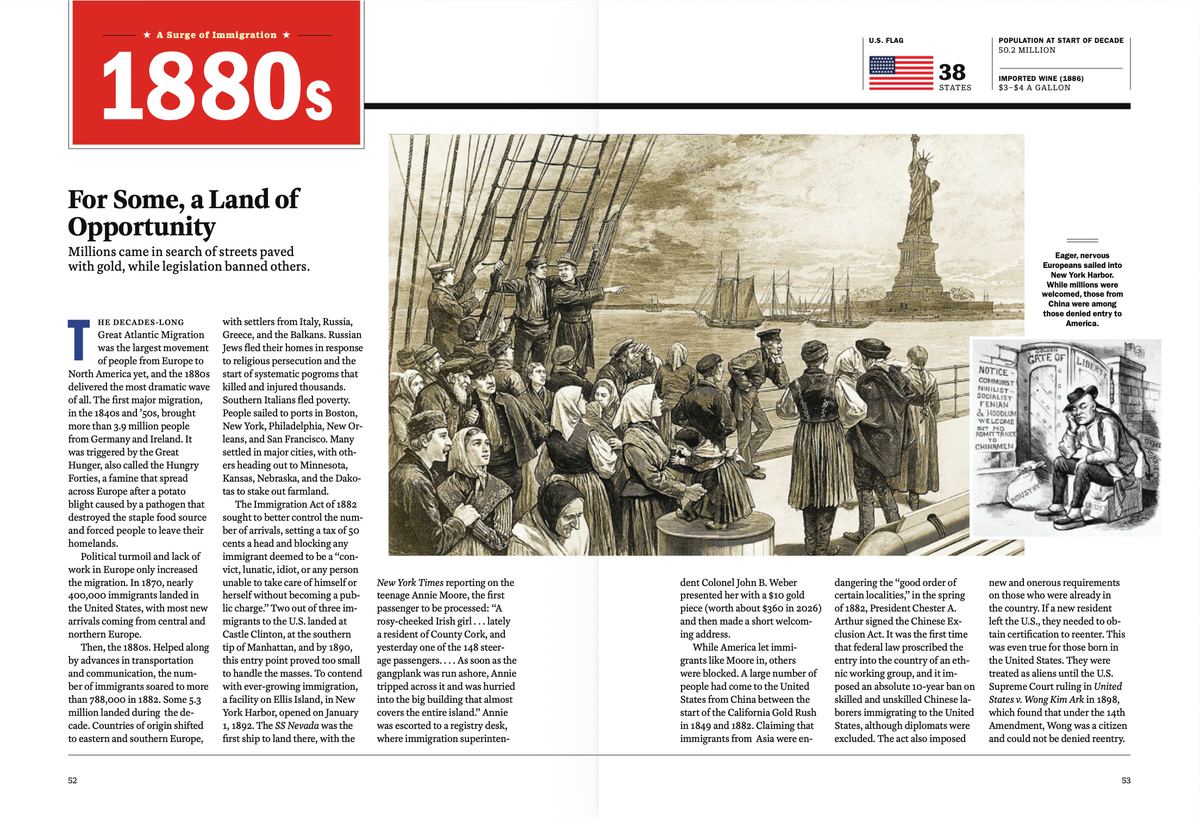 ★ A Surge of Immigration ★
1880s
U.S. FLAG
38
STATES
POPULATION AT START OF DECADE
50.2 MILLION
IMPORTED WINE (1886)
$3–$4 A GALLON
For Some, a Land of
Opportunity
Millions came in search of streets paved
with gold, while legislation banned others.
THE DECADES-LONG
Great Atlantic Migration
was the largest movement
of people from Europe to
North America yet, and the 1880s
delivered the most dramatic wave
of all. The first major migration,
in the 1840s and ’50s, brought
more than 3.9 million people
from Germany and Ireland. It
was triggered by the Great
Hunger, also called the Hungry
Forties, a famine that spread
across Europe after a potato
blight caused by a pathogen that
destroyed the staple food source
and forced people to leave their
homelands.
Political turmoil and lack of
work in Europe only increased
the migration. In 1870, nearly
400,000 immigrants landed in
the United States, with most new
arrivals coming from central and
northern Europe.
Then, the 1880s. Helped along
by advances in transportation
and communication, the num-
ber of immigrants soared to more
than 788,000 in 1882. Some 5.3
million landed during the de-
cade. Countries of origin shifted
to eastern and southern Europe,
with settlers from Italy, Russia,
Greece, and the Balkans. Russian
Jews fled their homes in response
to religious persecution and the
start of systematic pogroms that
killed and injured thousands.
Southern Italians fled poverty.
People sailed to ports in Boston,
New York, Philadelphia, New Or-
leans, and San Francisco. Many
settled in major cities, with oth-
ers heading out to Minnesota,
Kansas, Nebraska, and the Dako-
tas to stake out farmland.
The Immigration Act of 1882
sought to better control the num-
ber of arrivals, setting a tax of 50
cents a head and blocking any
immigrant deemed to be a “con-
vict, lunatic, idiot, or any person
unable to take care of himself or
herself without becoming a pub-
lic charge.” Two out of three im-
migrants to the U.S. landed at
Castle Clinton, at the southern
tip of Manhattan, and by 1890,
this entry point proved too small
to handle the masses. To contend
with ever-growing immigration,
a facility on Ellis Island, in New
York Harbor, opened on January
1, 1892. The SS Nevada was the
first ship to land there, with the
New York Times reporting on the
teenage Annie Moore, the first
passenger to be processed: “A
rosy-cheeked Irish girl . . . lately
a resident of County Cork, and
yesterday one of the 148 steer-
age passengers. . . . As soon as the
gangplank was run ashore, Annie
tripped across it and was hurried
into the big building that almost
covers the entire island.” Annie
was escorted to a registry desk,
where immigration superinten-
dent Colonel John B. Weber
presented her with a $10 gold
piece (worth about $360 in 2026)
and then made a short welcom-
ing address.
While America let immi-
grants like Moore in, others
were blocked. A large number of
people had come to the United
States from China between the
start of the California Gold Rush
in 1849 and 1882. Claiming that
immigrants from Asia were en-
dangering the “good order of
certain localities,” in the spring
of 1882, President Chester A.
Arthur signed the Chinese Ex-
clusion Act. It was the first time
that federal law proscribed the
entry into the country of an eth-
nic working group, and it im-
posed an absolute 10-year ban on
skilled and unskilled Chinese la-
borers immigrating to the United
States, although diplomats were
excluded. The act also imposed
new and onerous requirements
on those who were already in
the country. If a new resident
left the U.S., they needed to ob-
tain certification to reenter. This
was even true for those born in
the United States. They were
treated as aliens until the U.S.
Supreme Court ruling in United
States v. Wong Kim Ark in 1898,
which found that under the 14th
Amendment, Wong was a citizen
and could not be denied reentry.
Eager, nervous
Europeans sailed into
New York Harbor.
While millions were
welcomed, those from
China were among
those denied entry to
America.
GOLDEN
GATE OF LIBERTY
NOTICE -
COMMUNIST
NIHILIST -
SOCIALIST
FENIAN
& HOODLUM
WELCOME
BUT NO
ADMITTANCE
TO
CHINAMEN
INDUSTRY
ORDER
52
53